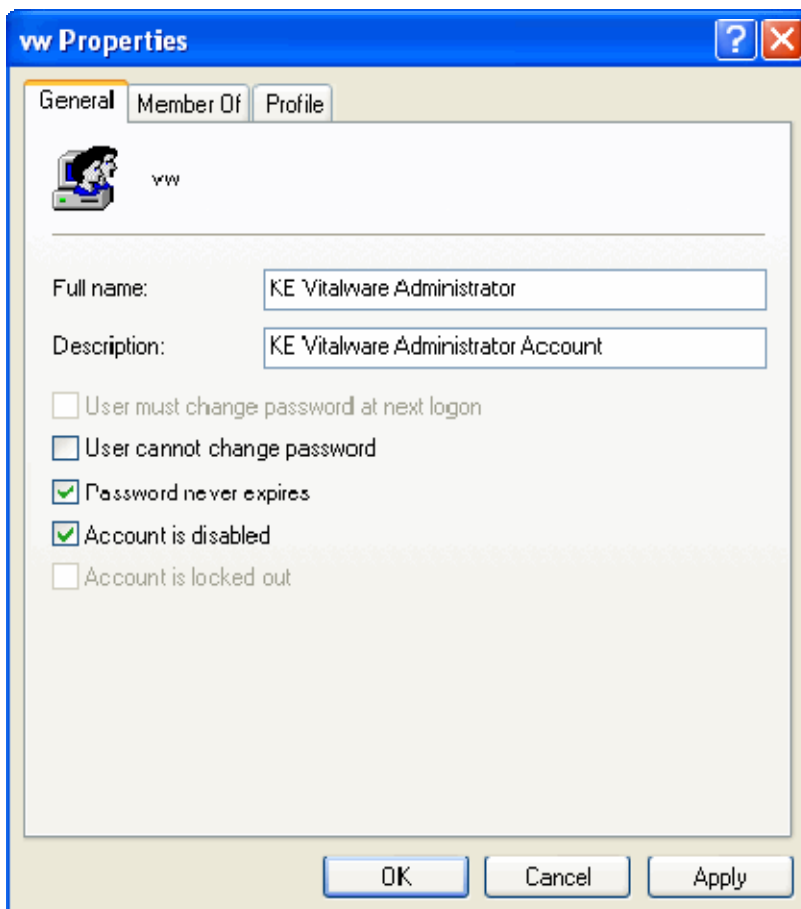 vw Properties
General Member Of Profile
vw
Full name: KE Vitalware Administrator
Description: KE Vitalware Administrator Account
User must change password at next logon
User cannot change password
Password never expires
Account is disabled
Account is locked out
OK Cancel Apply